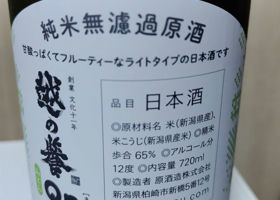 純米無濾過原酒
甘酸っぱくてフルーティーなライトタイプの日本酒です
創業 文化十一年
越の誉
品目 日本酒
◎原材料名 米(新潟県産)、
米こうじ(新潟県産米)◎精米
歩合 65% ◎アルコール分
12度 ◎内容量 720ml
◎製造者 原酒造株式会社
新潟県柏崎市新橋5番12号